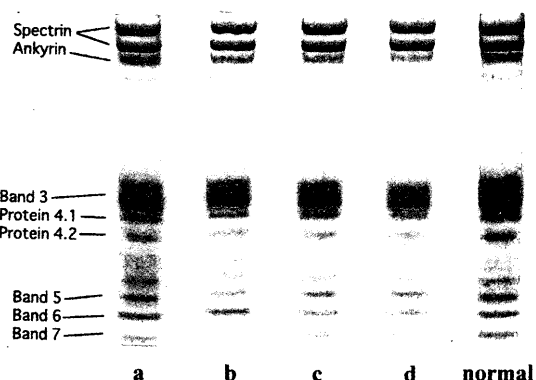 Spectrin
Ankyrin
Band 3
Protein 4.1
Protein 4.2
Band 5
Band 6
Band 7
a b c d normal